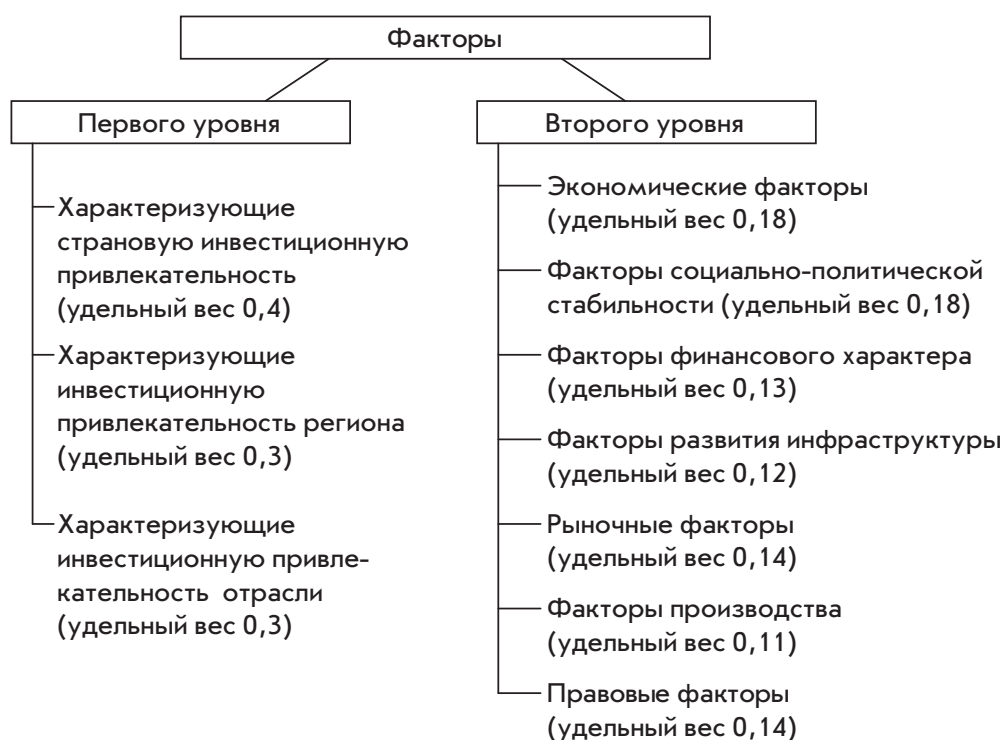 Факторы
Первого уровня
Характеризующие
страновую инвестиционную
привлекательность
(удельный вес 0,4)
Характеризующие
инвестиционную
привлекательность региона
(удельный вес 0,3)
Характеризующие
инвестиционную привле-
кательность отрасли
(удельный вес 0,3)
Второго уровня
Экономические факторы
(удельный вес 0,18)
Факторы социально-политической
стабильности (удельный вес 0,18)
Факторы финансового характера
(удельный вес 0,13)
Факторы развития инфраструктуры
(удельный вес 0,12)
Рыночные факторы
(удельный вес 0,14)
Факторы производства
(удельный вес 0,11)
Правовые факторы
(удельный вес 0,14)